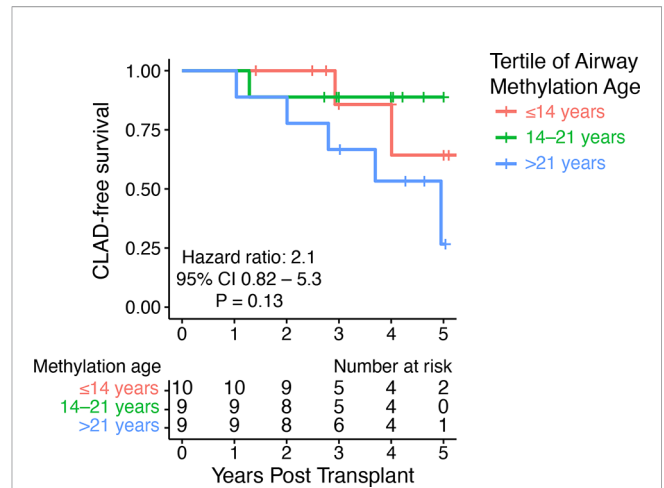 Tertile of Airway
Methylation Age
≤14 years
14–21 years
>21 years
CLAD-free survival
1.00
0.75
0.50
0.25
0.00
Hazard ratio: 2.1
95% CI 0.82 – 5.3
P = 0.13
0 1 2 3 4 5
Methylation age Number at risk
≤14 years 10 10 9 5 4 2
14–21 years 9 9 8 5 4 0
>21 years 9 9 8 6 4 1
0 1 2 3 4 5
Years Post Transplant